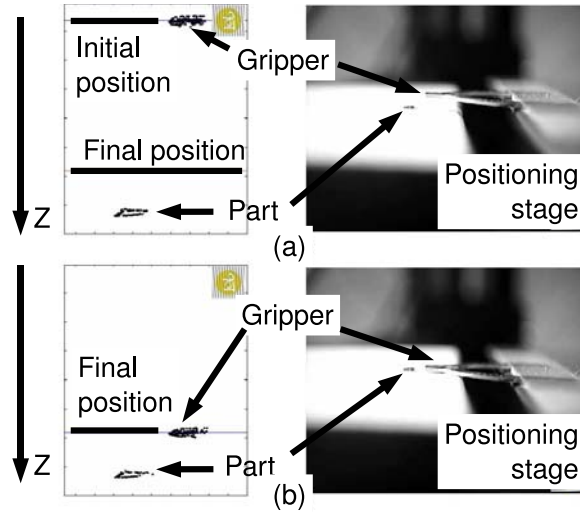 Initial
position
Gripper
Final position
Z
Part
Positioning
stage
(a)
Gripper
Final
position
Z
Part
Positioning
stage
(b)